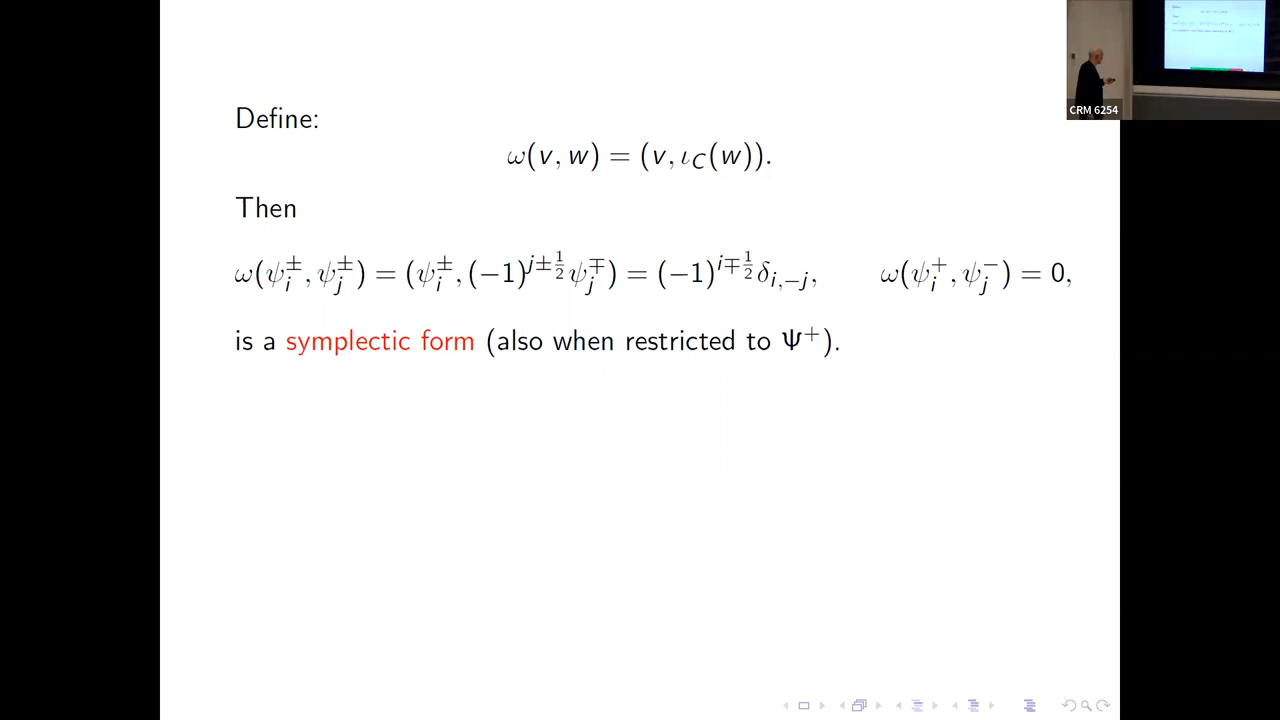 CRM 6254
Define:
ω(v, w) = (v, ι_C(w)).
Then
ω(ψ_i^±, ψ_j^±) = (ψ_i^±, (−1)^{j±1/2} ψ_j^∓) = (−1)^{i∓1/2} δ_{i,−j}, ω(ψ_i^+, ψ_j^−) = 0,
is a symplectic form (also when restricted to Ψ^+).